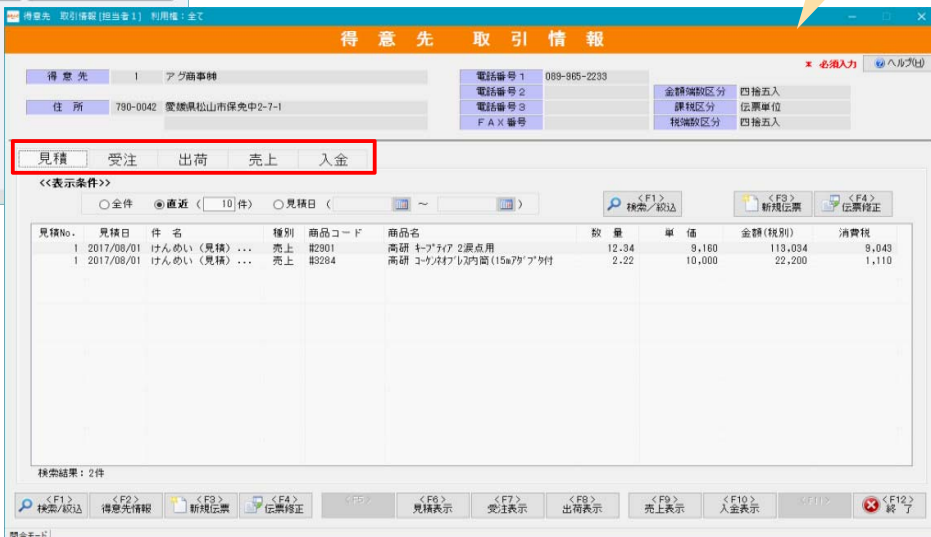 得意先 取引情報[担当者1] 利用権:全て
得意先 取引情報
× 必須入力 ヘルプ(H)
得意先 1 アグ商事㈱ 電話番号1 089-965-2233
電話番号2 金額端数区分 四捨五入
住所 790-0042 愛媛県松山市保免中2-7-1 電話番号3 課税区分 伝票単位
FAX番号 税端数区分 四捨五入
見積 受注 出荷 売上 入金
<<表示条件>>
全件 直近 ( 10 件) 見積日 ( ~ ) <F1> 検索/絞込 <F3> 新規伝票 <F4> 伝票修正
見積No. 見積日 件名 種別 商品コード 商品名 数量 単価 金額(税別) 消費税
1 2017/08/01 けんめい(見積)... 売上 #2901 高研 キープティア 2涙点用 12.34 9,160 113,034 9,043
1 2017/08/01 けんめい(見積)... 売上 #3284 高研 コーケンネオブレス内筒(15mmアダプタ付 2.22 10,000 22,200 1,110
検索結果: 2件
<F1> 検索/絞込 <F2> 得意先情報 <F3> 新規伝票 <F4> 伝票修正 <F5> <F6> 見積表示 <F7> 受注表示 <F8> 出荷表示 <F9> 売上表示 <F10> 入金表示 <F11> <F12> 終了